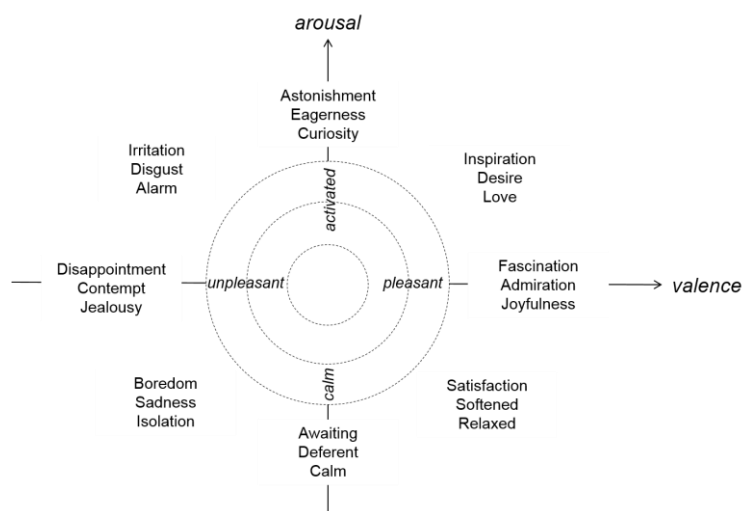 arousal
Astonishment
Eagerness
Curiosity
Irritation
Disgust
Alarm
Inspiration
Desire
Love
activated
Disappointment
Contempt
Jealousy
unpleasant
pleasant
Fascination
Admiration
Joyfulness
valence
calm
Boredom
Sadness
Isolation
Satisfaction
Softened
Relaxed
Awaiting
Deferent
Calm